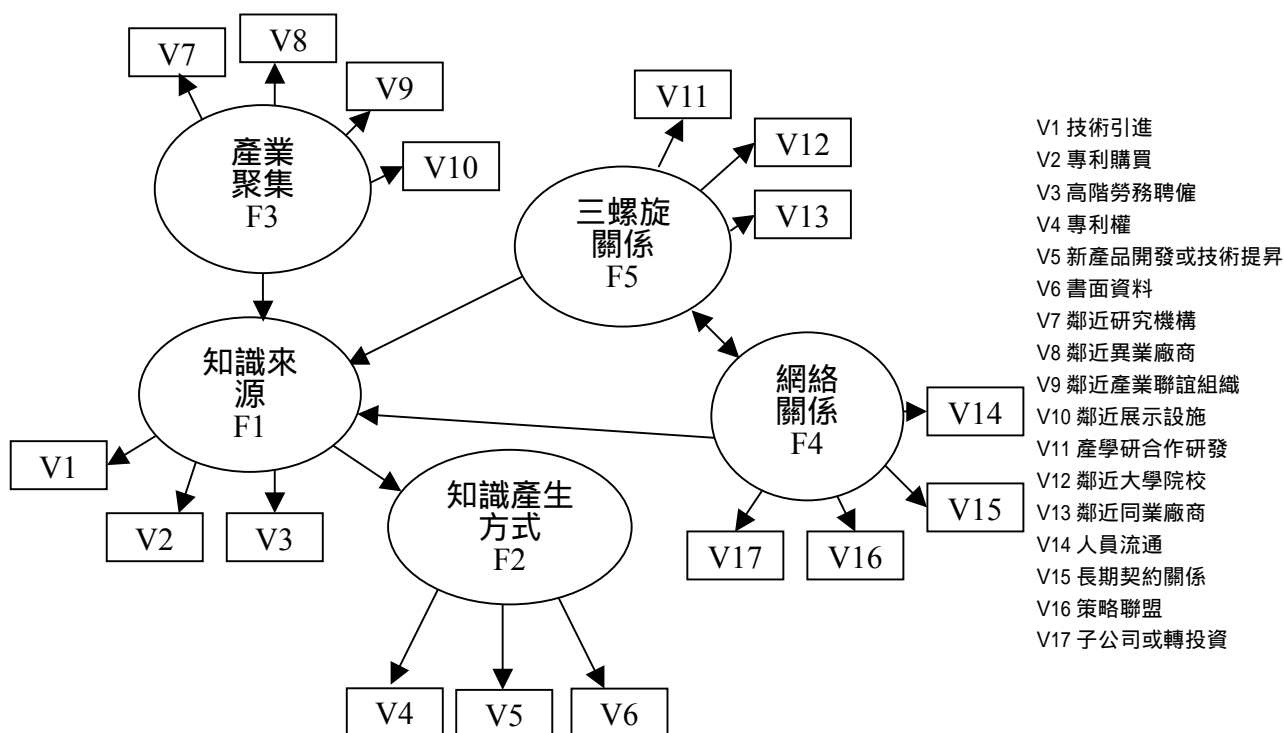 V7
V8
V9
V10
產業
聚集
F3
V11
V12
V13
三螺旋
關係
F5
知識來
源
F1
V1
V2
V3
網絡
關係
F4
V14
V15
V16
V17
知識產生
方式
F2
V4
V5
V6
V1 技術引進
V2 專利購買
V3 高階勞務聘僱
V4 專利權
V5 新產品開發或技術提昇
V6 書面資料
V7 鄰近研究機構
V8 鄰近異業廠商
V9 鄰近產業聯誼組織
V10 鄰近展示設施
V11 產學研合作研發
V12 鄰近大學院校
V13 鄰近同業廠商
V14 人員流通
V15 長期契約關係
V16 策略聯盟
V17 子公司或轉投資